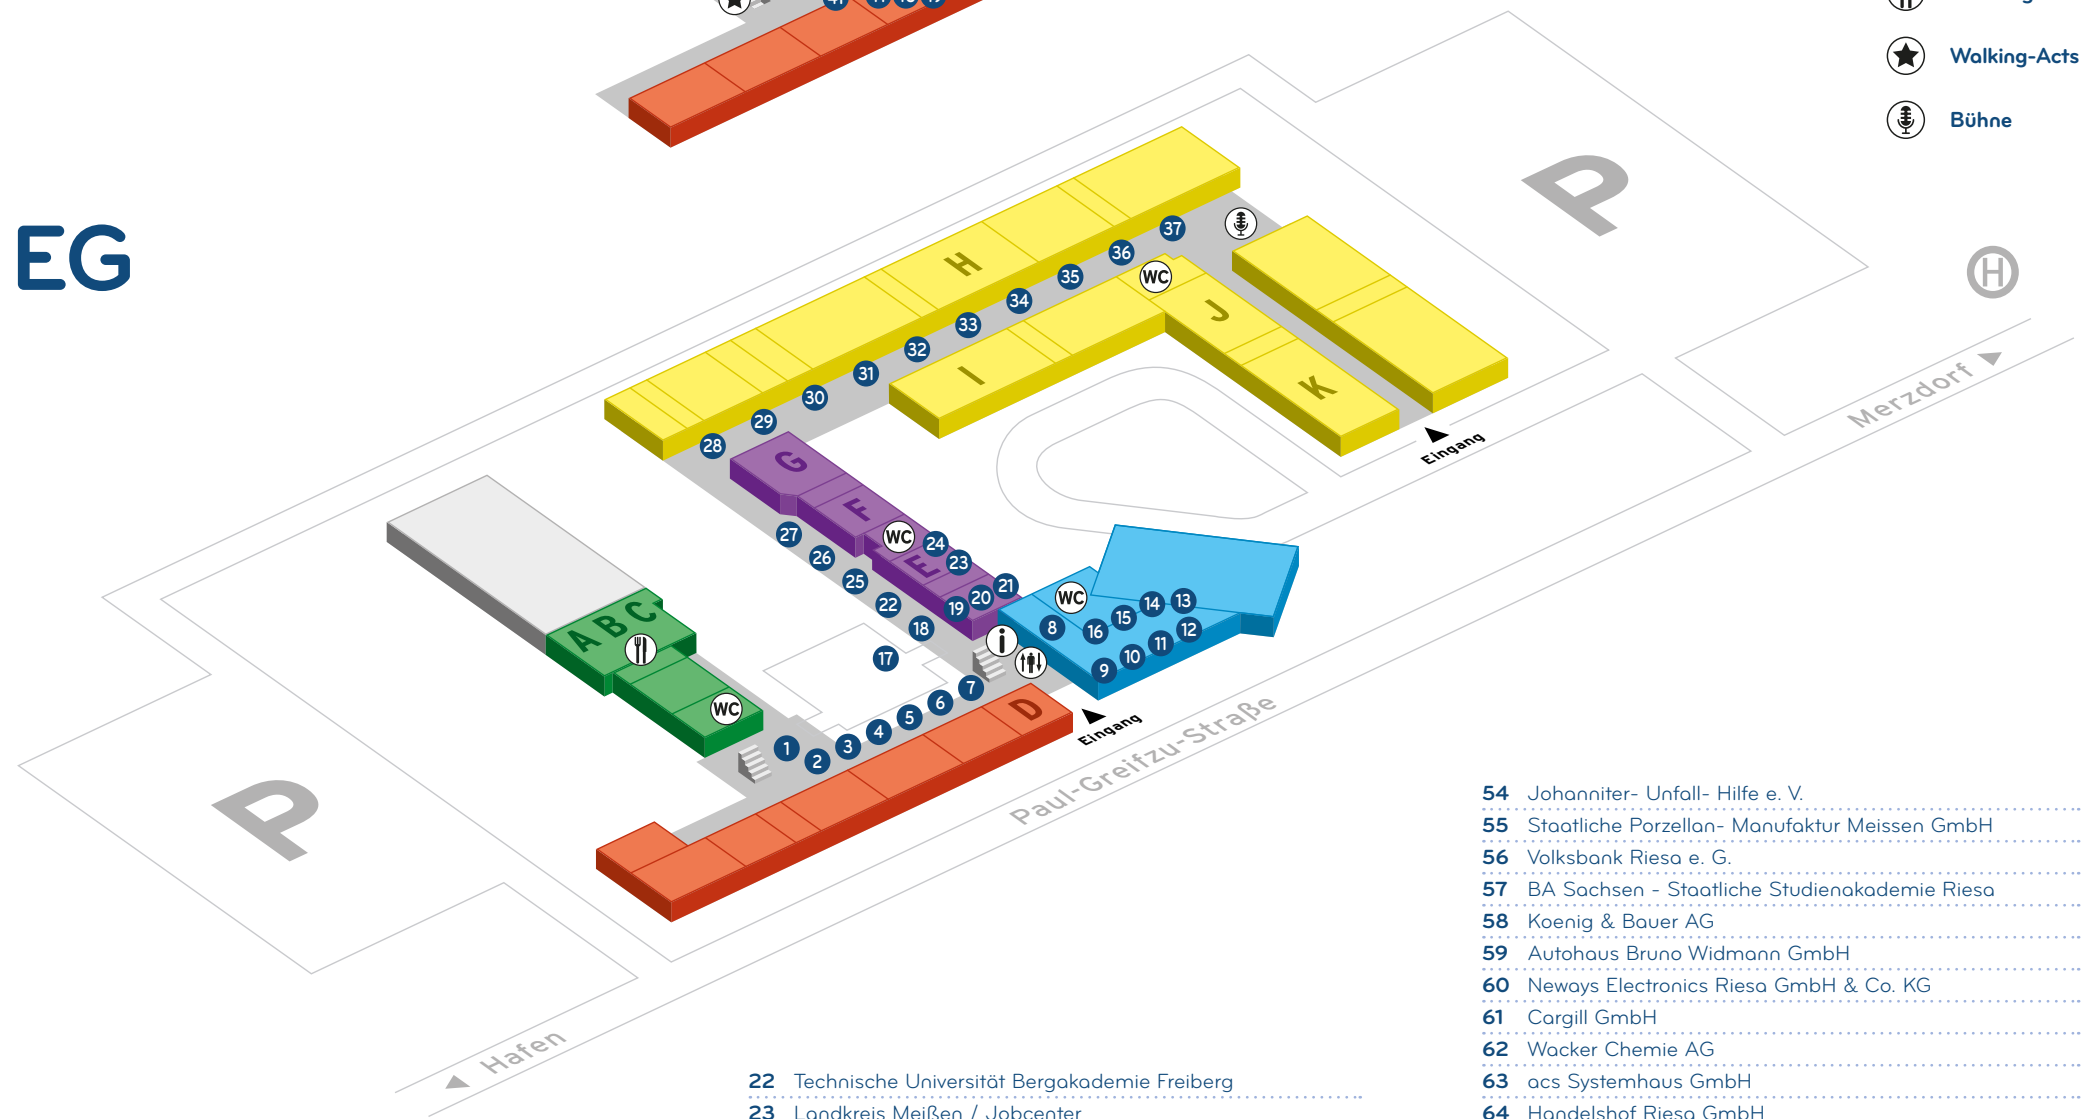 Walking-Acts
Bühne
EG
P
H
H
37
36
35
34
33
32
31
30
29
28
WC
J
I
K
Eingang
Merzdorf
G
F
WC
E
24
23
21
20
19
27
26
25
22
18
17
A B C
WC
i
WC
8
16
15
14
13
12
11
10
9
7
6
5
4
3
2
1
D
Eingang
Paul-Greifzu-Straße
P
Hafen
54 Johanniter- Unfall- Hilfe e. V.
55 Staatliche Porzellan- Manufaktur Meissen GmbH
56 Volksbank Riesa e. G.
57 BA Sachsen - Staatliche Studienakademie Riesa
58 Koenig & Bauer AG
59 Autohaus Bruno Widmann GmbH
60 Neways Electronics Riesa GmbH & Co. KG
61 Cargill GmbH
62 Wacker Chemie AG
63 acs Systemhaus GmbH
64 Handelshof Riesa GmbH
22 Technische Universität Bergakademie Freiberg
23 Landkreis Meißen / Jobcenter